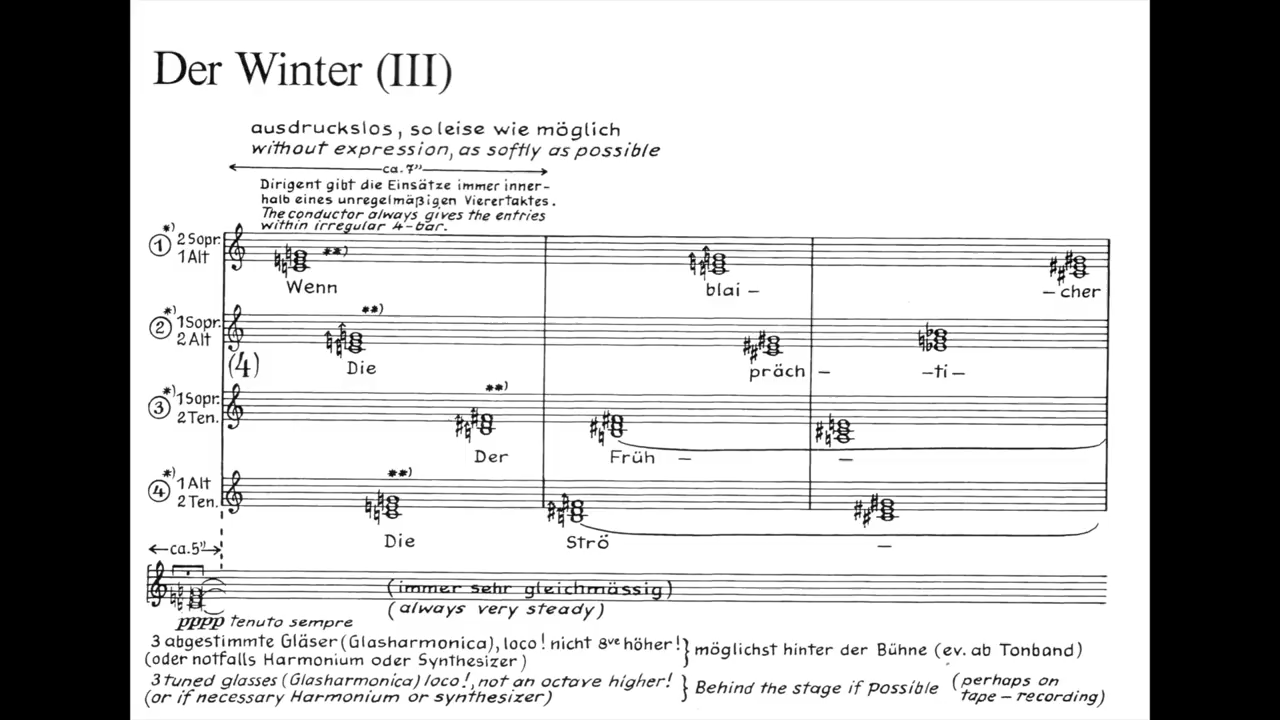 Der Winter (III)
ausdruckslos, so leise wie möglich
without expression, as softly as possible
ca. 7"
Dirigent gibt die Einsätze immer inner-
halb eines unregelmäßigen Vierertaktes.
The conductor always gives the entries
within irregular 4-bar.
*) 1 2 Sopr. **)
1 Alt
Wenn blai – – cher
*) 2 1 Sopr. **)
2 Alt
(4) Die präch – – ti –
*) 3 1 Sopr. **)
2 Ten.
Der Früh – –
*) 4 1 Alt **)
2 Ten.
Die Strö –
ca. 5"
(immer sehr gleichmässig)
(always very steady)
pppp tenuto sempre
3 abgestimmte Gläser (Glasharmonica), loco! nicht 8ve höher! } möglichst hinter der Bühne (ev. ab Tonband)
(oder notfalls Harmonium oder Synthesizer)
3 tuned glasses (Glasharmonica) loco!, not an octave higher! } Behind the stage if possible (perhaps on
(or if necessary Harmonium or synthesizer) tape – recording)